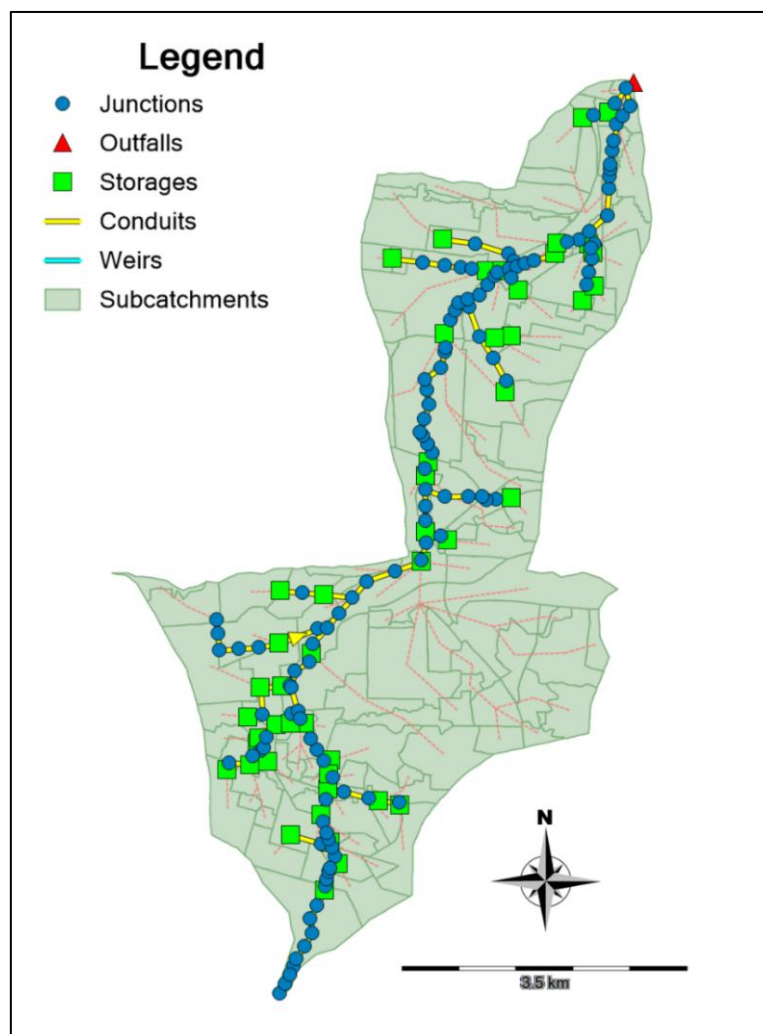 Legend
Junctions
Outfalls
Storages
Conduits
Weirs
Subcatchments
N
3.5 km